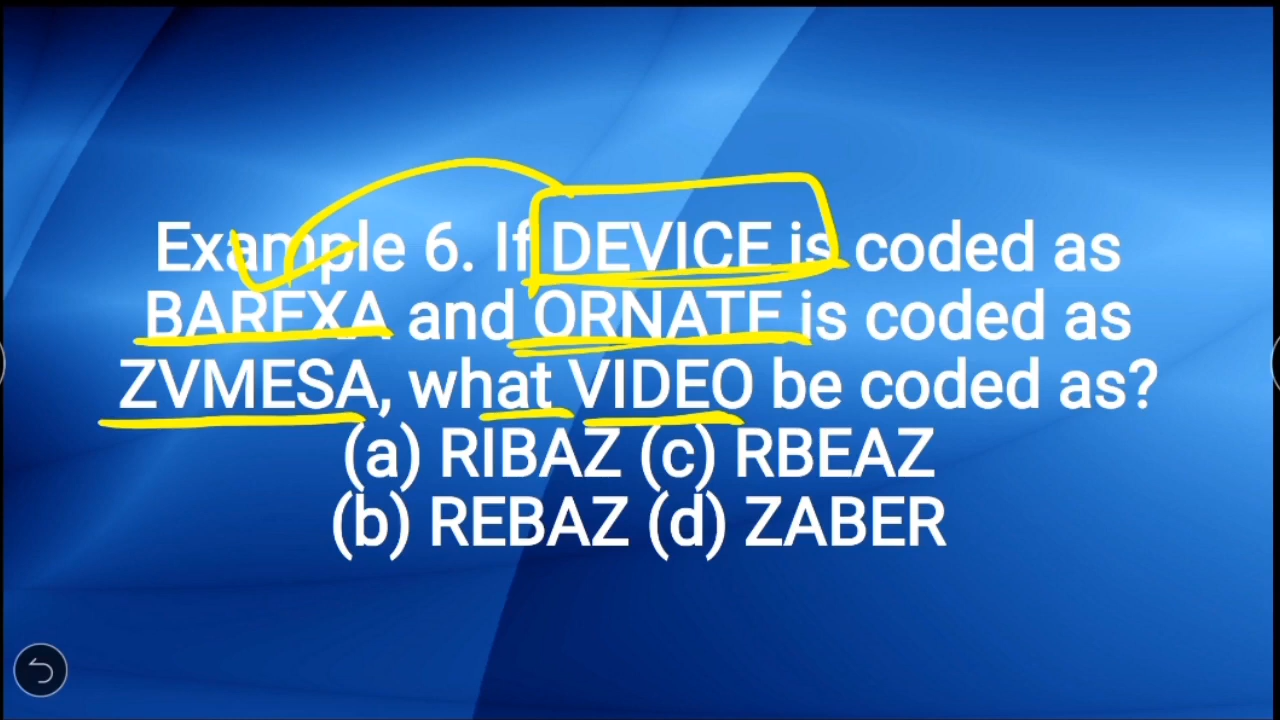 Example 6. If DEVICE is coded as
BAREXA and ORNATE is coded as
ZVMESA, what VIDEO be coded as?
(a) RIBAZ (c) RBEAZ
(b) REBAZ (d) ZABER